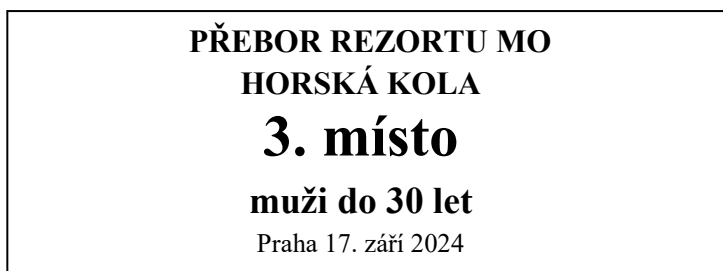 PŘEBOR REZORTU MO
HORSKÁ KOLA
3. místo
muži do 30 let
Praha 17. září 2024